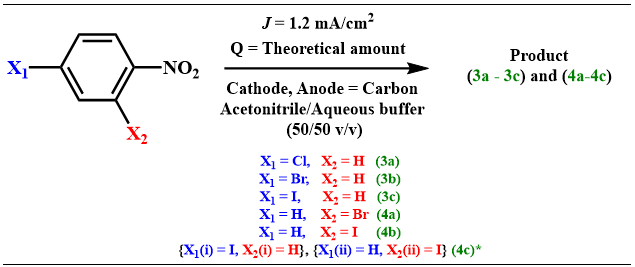 J = 1.2 mA/cm²
Q = Theoretical amount
X₁
NO₂
X₂
Cathode, Anode = Carbon
Acetonitrile/Aqueous buffer
(50/50 v/v)
Product
(3a - 3c) and (4a-4c)
X₁ = Cl, X₂ = H (3a)
X₁ = Br, X₂ = H (3b)
X₁ = I, X₂ = H (3c)
X₁ = H, X₂ = Br (4a)
X₁ = H, X₂ = I (4b)
{X₁(i) = I, X₂(i) = H}, {X₁(ii) = H, X₂(ii) = I} (4c)*